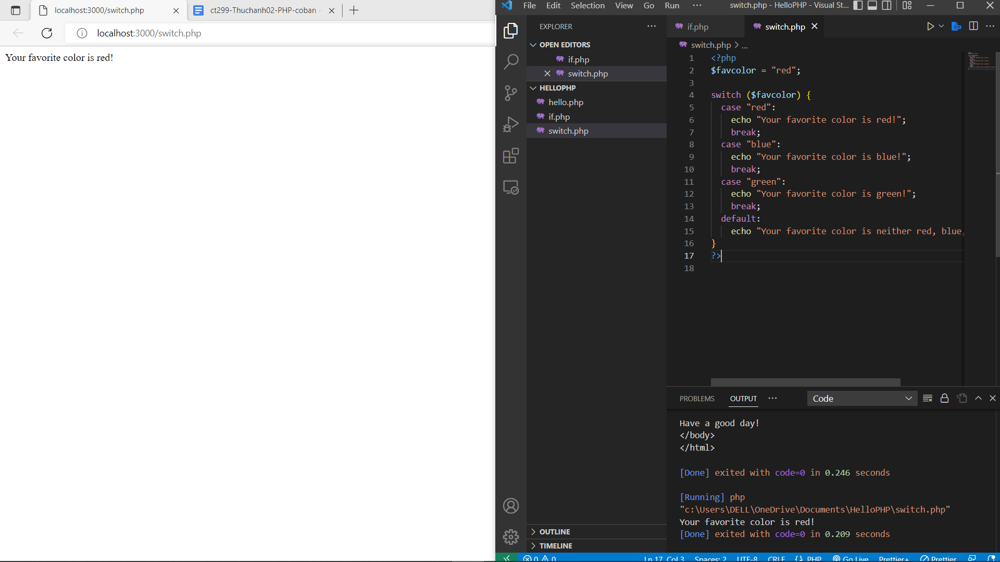 localhost:3000/switch.php
ct299-Thuchanh02-PHP-coban -
localhost:3000/switch.php
Your favorite color is red!
File Edit Selection View Go Run ···
switch.php - HelloPHP - Visual St...
EXPLORER
OPEN EDITORS
if.php
switch.php
HELLOPHP
hello.php
if.php
switch.php
OUTLINE
TIMELINE
if.php
switch.php
switch.php > ...
1 <?php
2 $favcolor = "red";
3
4 switch ($favcolor) {
5 case "red":
6 echo "Your favorite color is red!";
7 break;
8 case "blue":
9 echo "Your favorite color is blue!";
10 break;
11 case "green":
12 echo "Your favorite color is green!";
13 break;
14 default:
15 echo "Your favorite color is neither red, blue,
16 }
17 ?>
18
PROBLEMS OUTPUT ···
Code
Have a good day!
</body>
</html>
[Done] exited with code=0 in 0.246 seconds
[Running] php
"c:\Users\DELL\OneDrive\Documents\HelloPHP\switch.php"
Your favorite color is red!
[Done] exited with code=0 in 0.209 seconds
0 0 Ln 17, Col 3 Spaces: 2 UTF-8 CRLF {} PHP Go Live Prettier+ Prettier